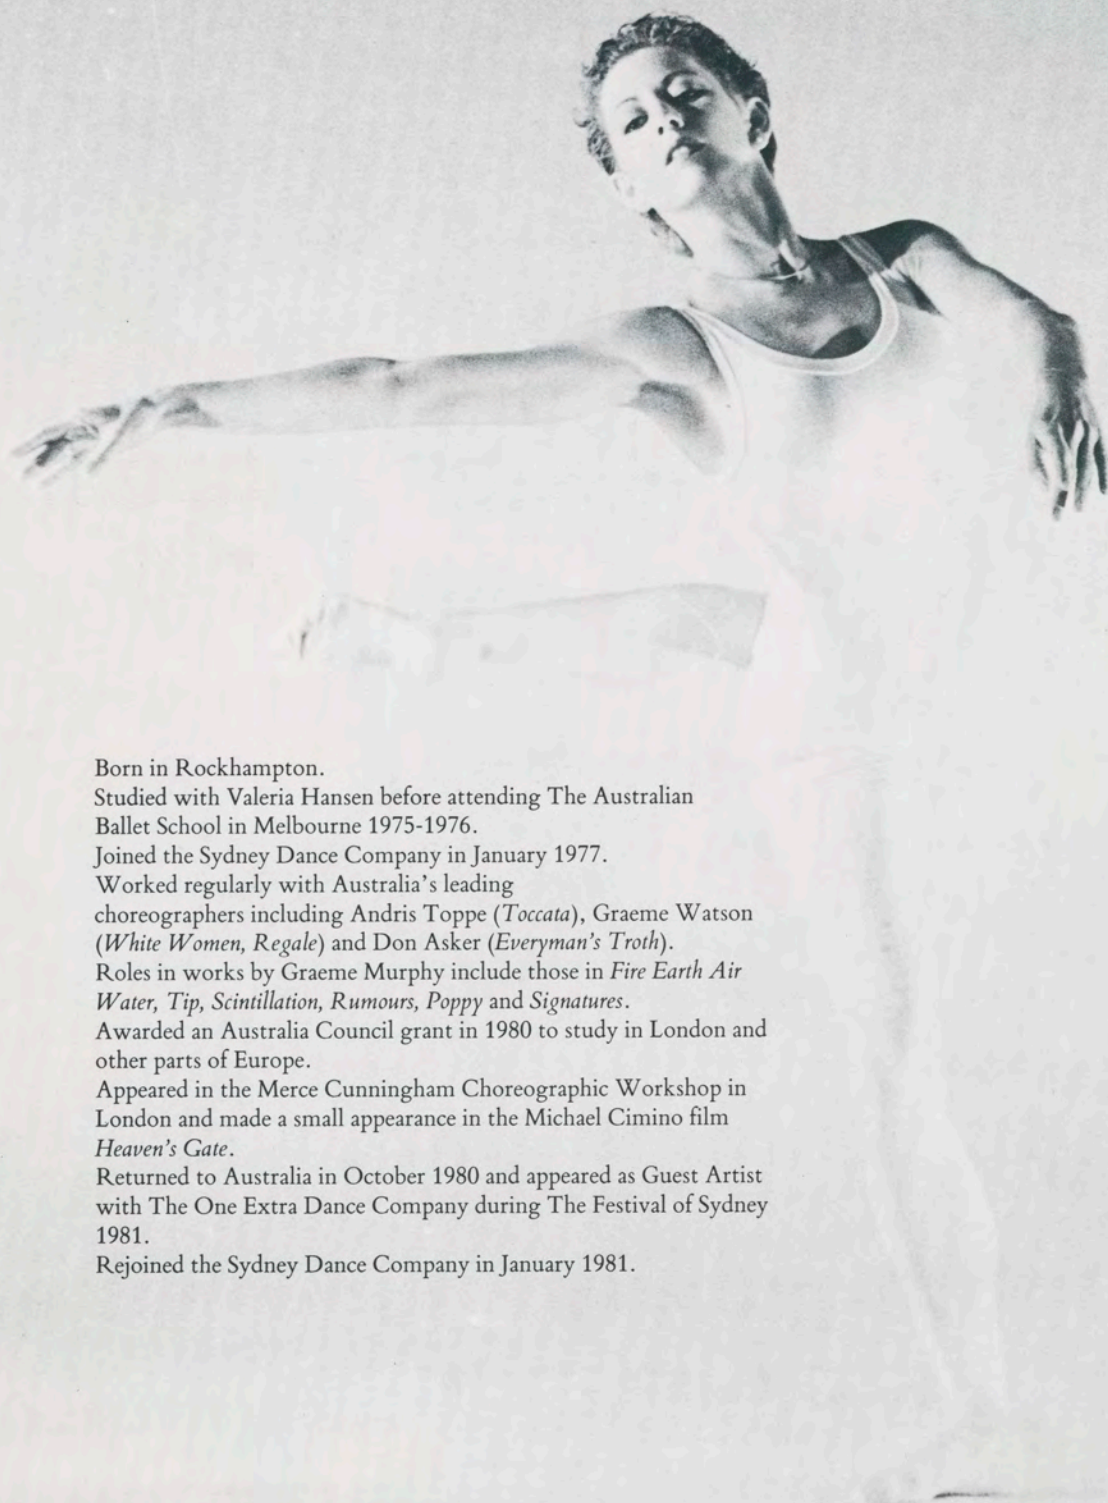 Born in Rockhampton.
Studied with Valeria Hansen before attending The Australian
Ballet School in Melbourne 1975-1976.
Joined the Sydney Dance Company in January 1977.
Worked regularly with Australia's leading
choreographers including Andris Toppe (Toccata), Graeme Watson
(White Women, Regale) and Don Asker (Everyman's Troth).
Roles in works by Graeme Murphy include those in Fire Earth Air
Water, Tip, Scintillation, Rumours, Poppy and Signatures.
Awarded an Australia Council grant in 1980 to study in London and
other parts of Europe.
Appeared in the Merce Cunningham Choreographic Workshop in
London and made a small appearance in the Michael Cimino film
Heaven's Gate.
Returned to Australia in October 1980 and appeared as Guest Artist
with The One Extra Dance Company during The Festival of Sydney
1981.
Rejoined the Sydney Dance Company in January 1981.